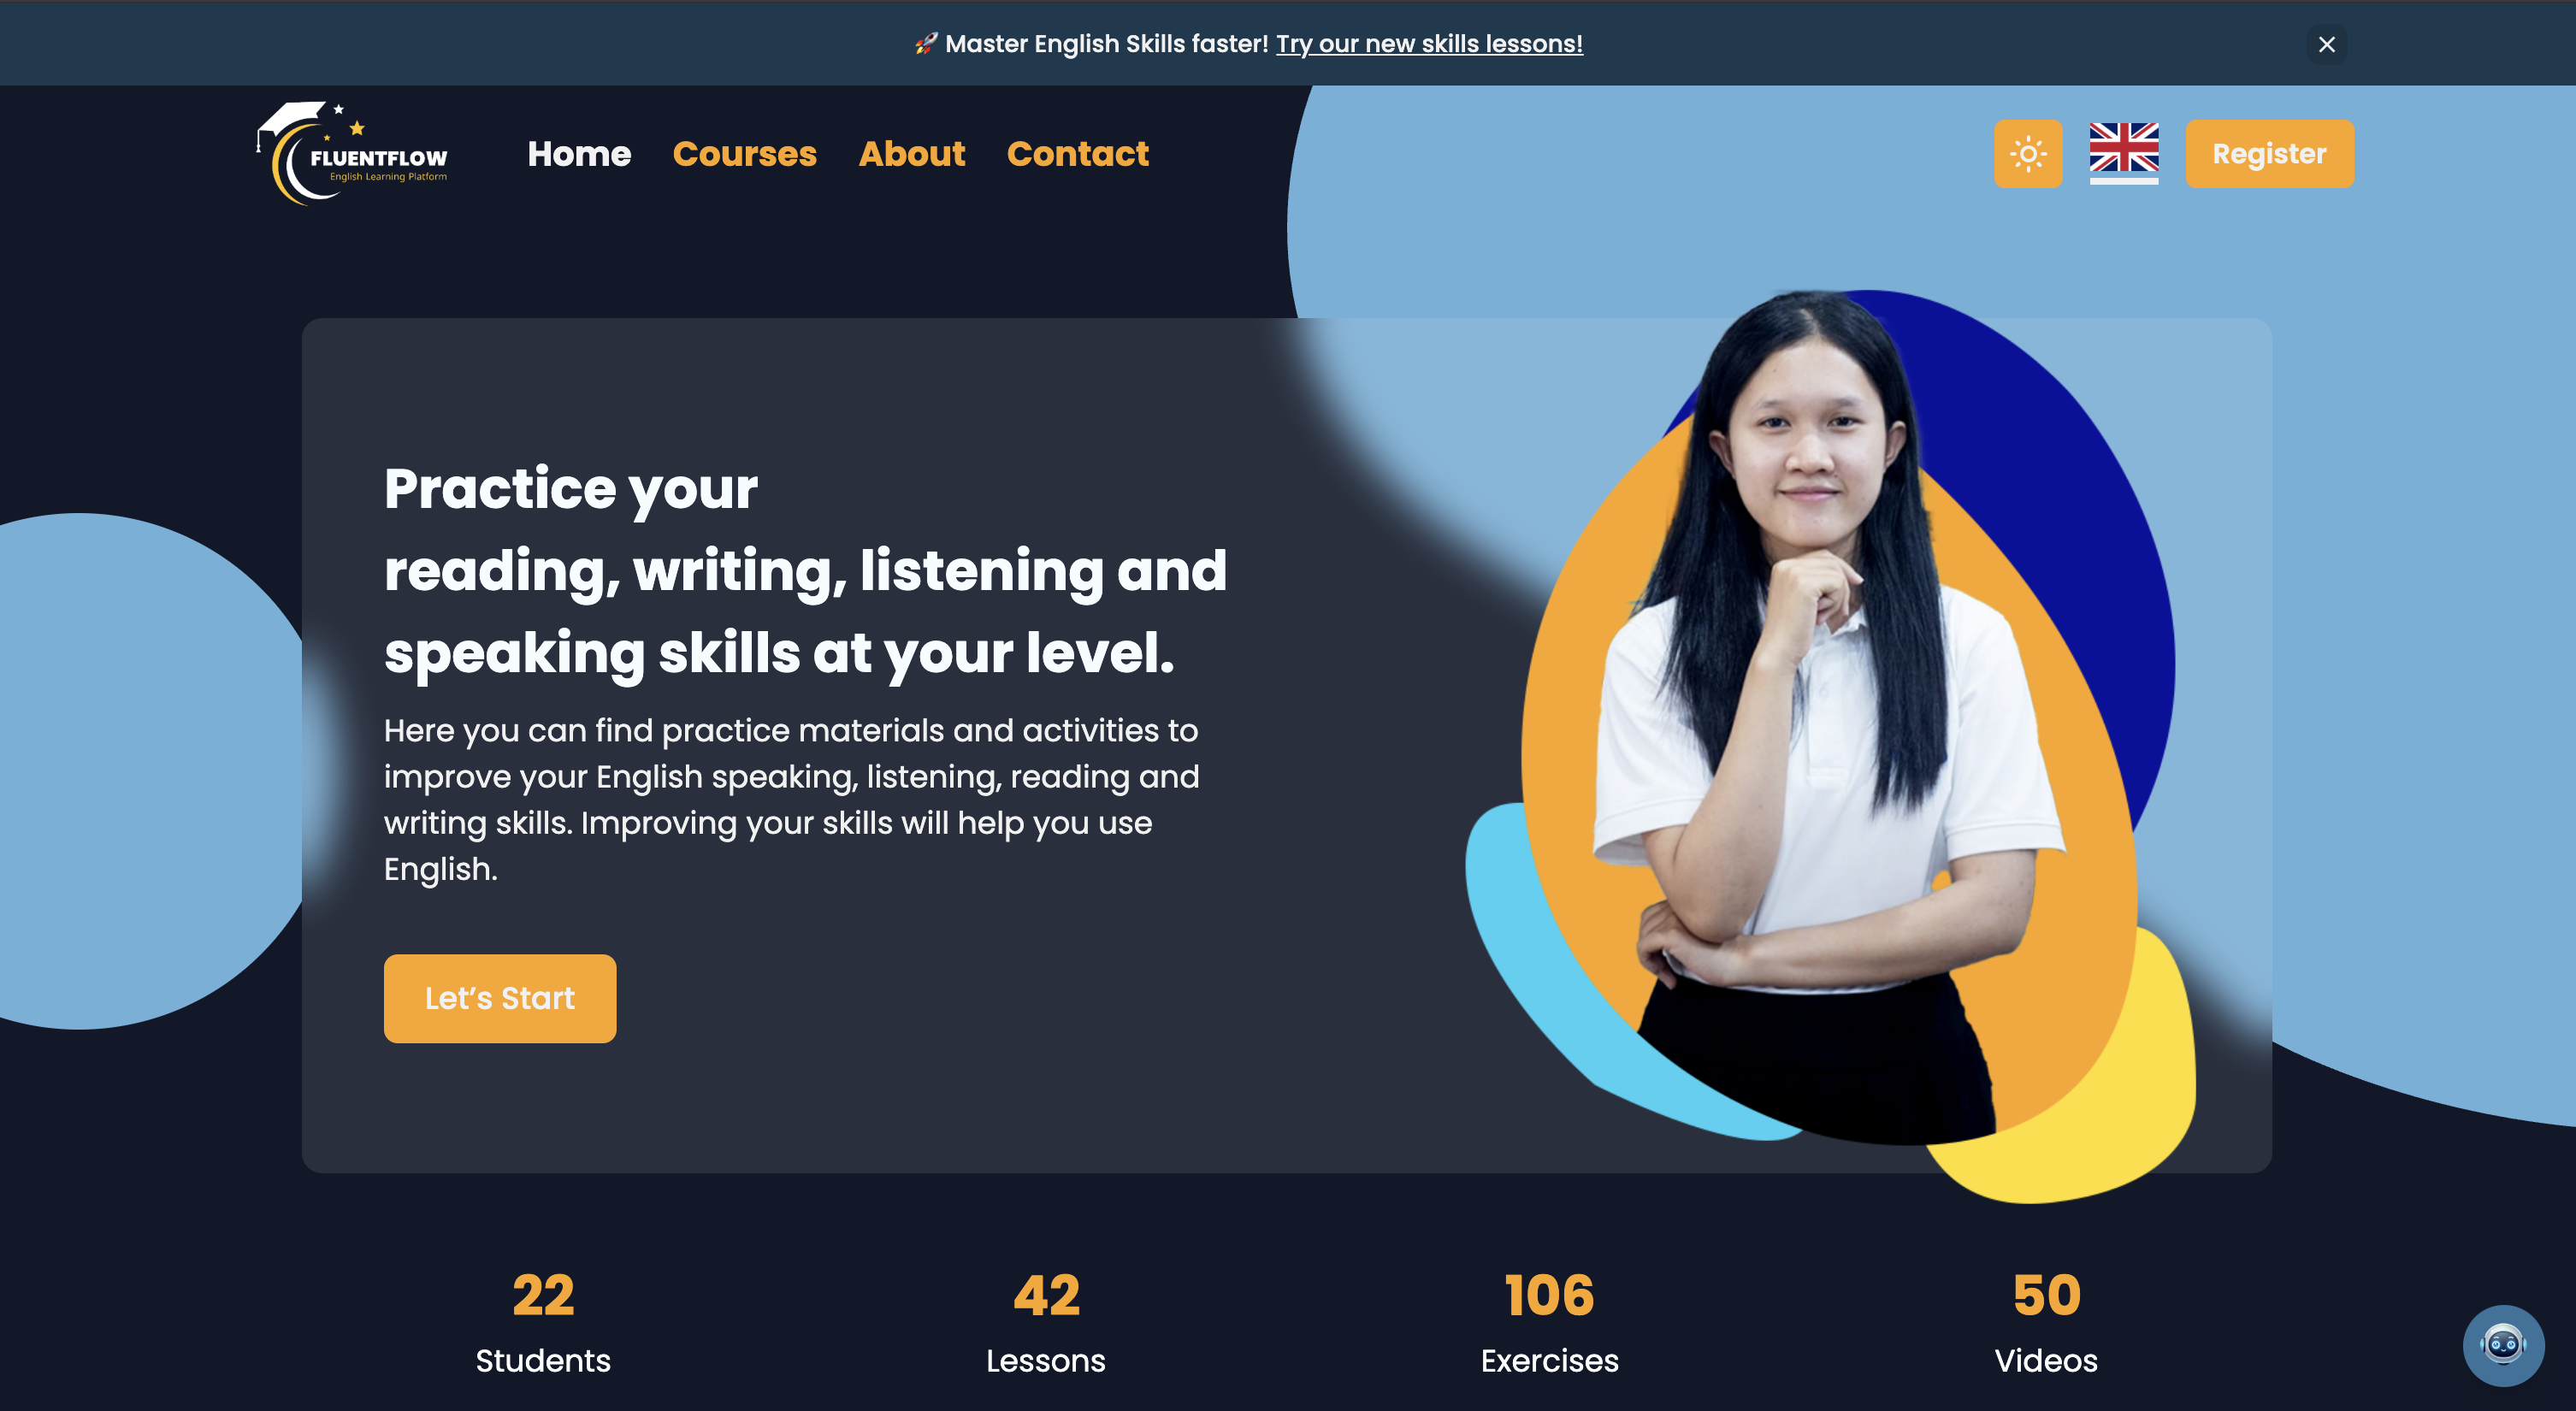 🚀 Master English Skills faster! Try our new skills lessons!
FLUENTFLOW
English Learning Platform
Home Courses About Contact
Register
Practice your
reading, writing, listening and
speaking skills at your level.
Here you can find practice materials and activities to
improve your English speaking, listening, reading and
writing skills. Improving your skills will help you use
English.
Let’s Start
22 42 106 50
Students Lessons Exercises Videos